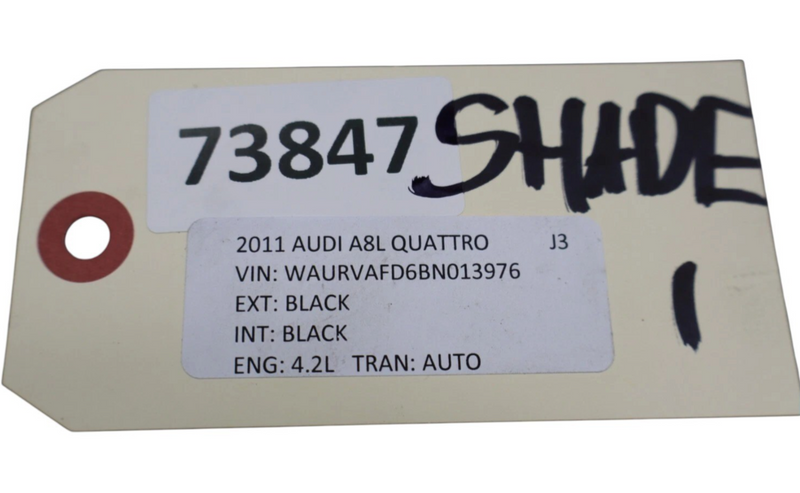 73847 SHADE
2011 AUDI A8L QUATTRO J3
VIN: WAURVAFD6BN013976
EXT: BLACK
INT: BLACK
ENG: 4.2L TRAN: AUTO
1